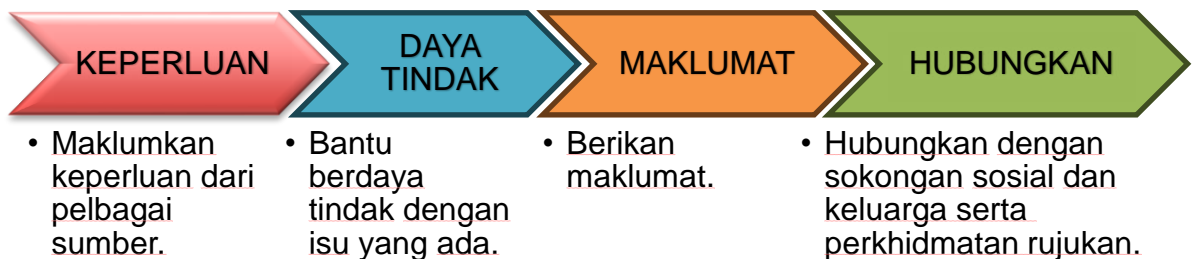 KEPERLUAN
DAYA
TINDAK
MAKLUMAT
HUBUNGKAN
• Maklumkan
keperluan dari
pelbagai
sumber.
• Bantu
berdaya
tindak dengan
isu yang ada.
• Berikan
maklumat.
• Hubungkan dengan
sokongan sosial dan
keluarga serta
perkhidmatan rujukan.